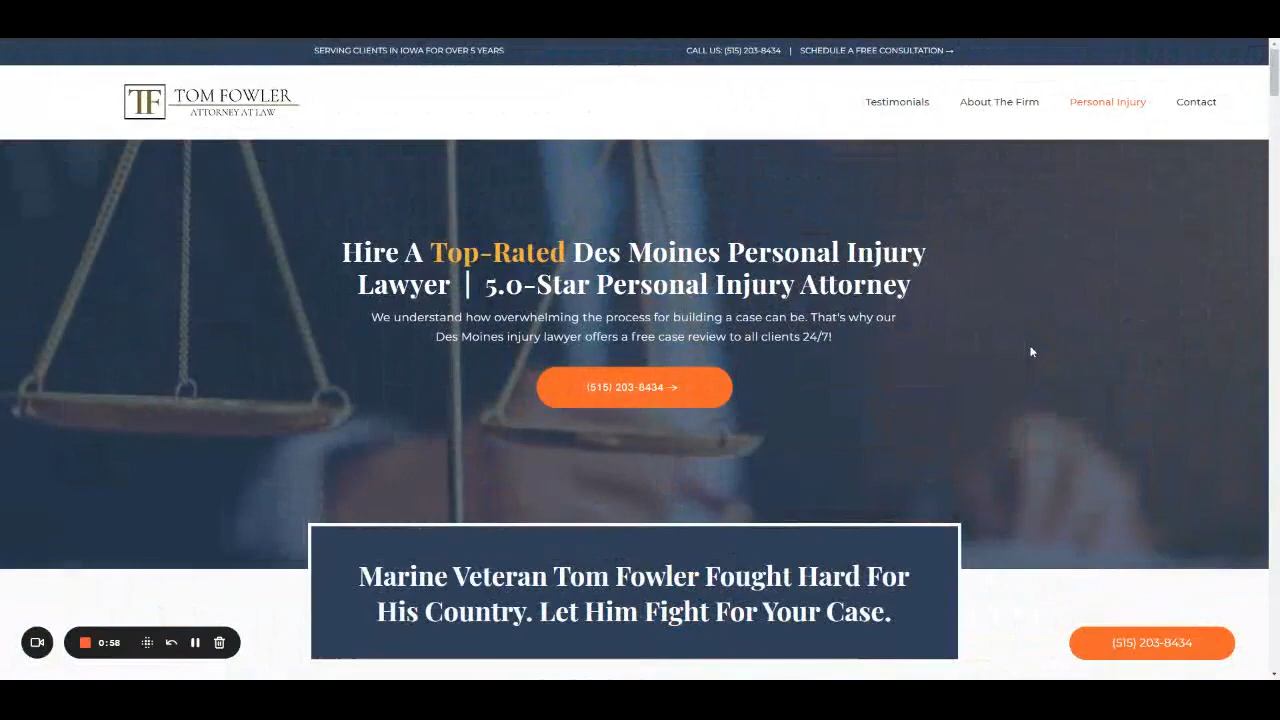 SERVING CLIENTS IN IOWA FOR OVER 5 YEARS
CALL US: (515) 203-8434 | SCHEDULE A FREE CONSULTATION →
TF TOM FOWLER
ATTORNEY AT LAW
Testimonials About The Firm Personal Injury Contact
Hire A Top-Rated Des Moines Personal Injury
Lawyer | 5.0-Star Personal Injury Attorney
We understand how overwhelming the process for building a case can be. That's why our
Des Moines injury lawyer offers a free case review to all clients 24/7!
(515) 203-8434 →
Marine Veteran Tom Fowler Fought Hard For
His Country. Let Him Fight For Your Case.
0:58
(515) 203-8434